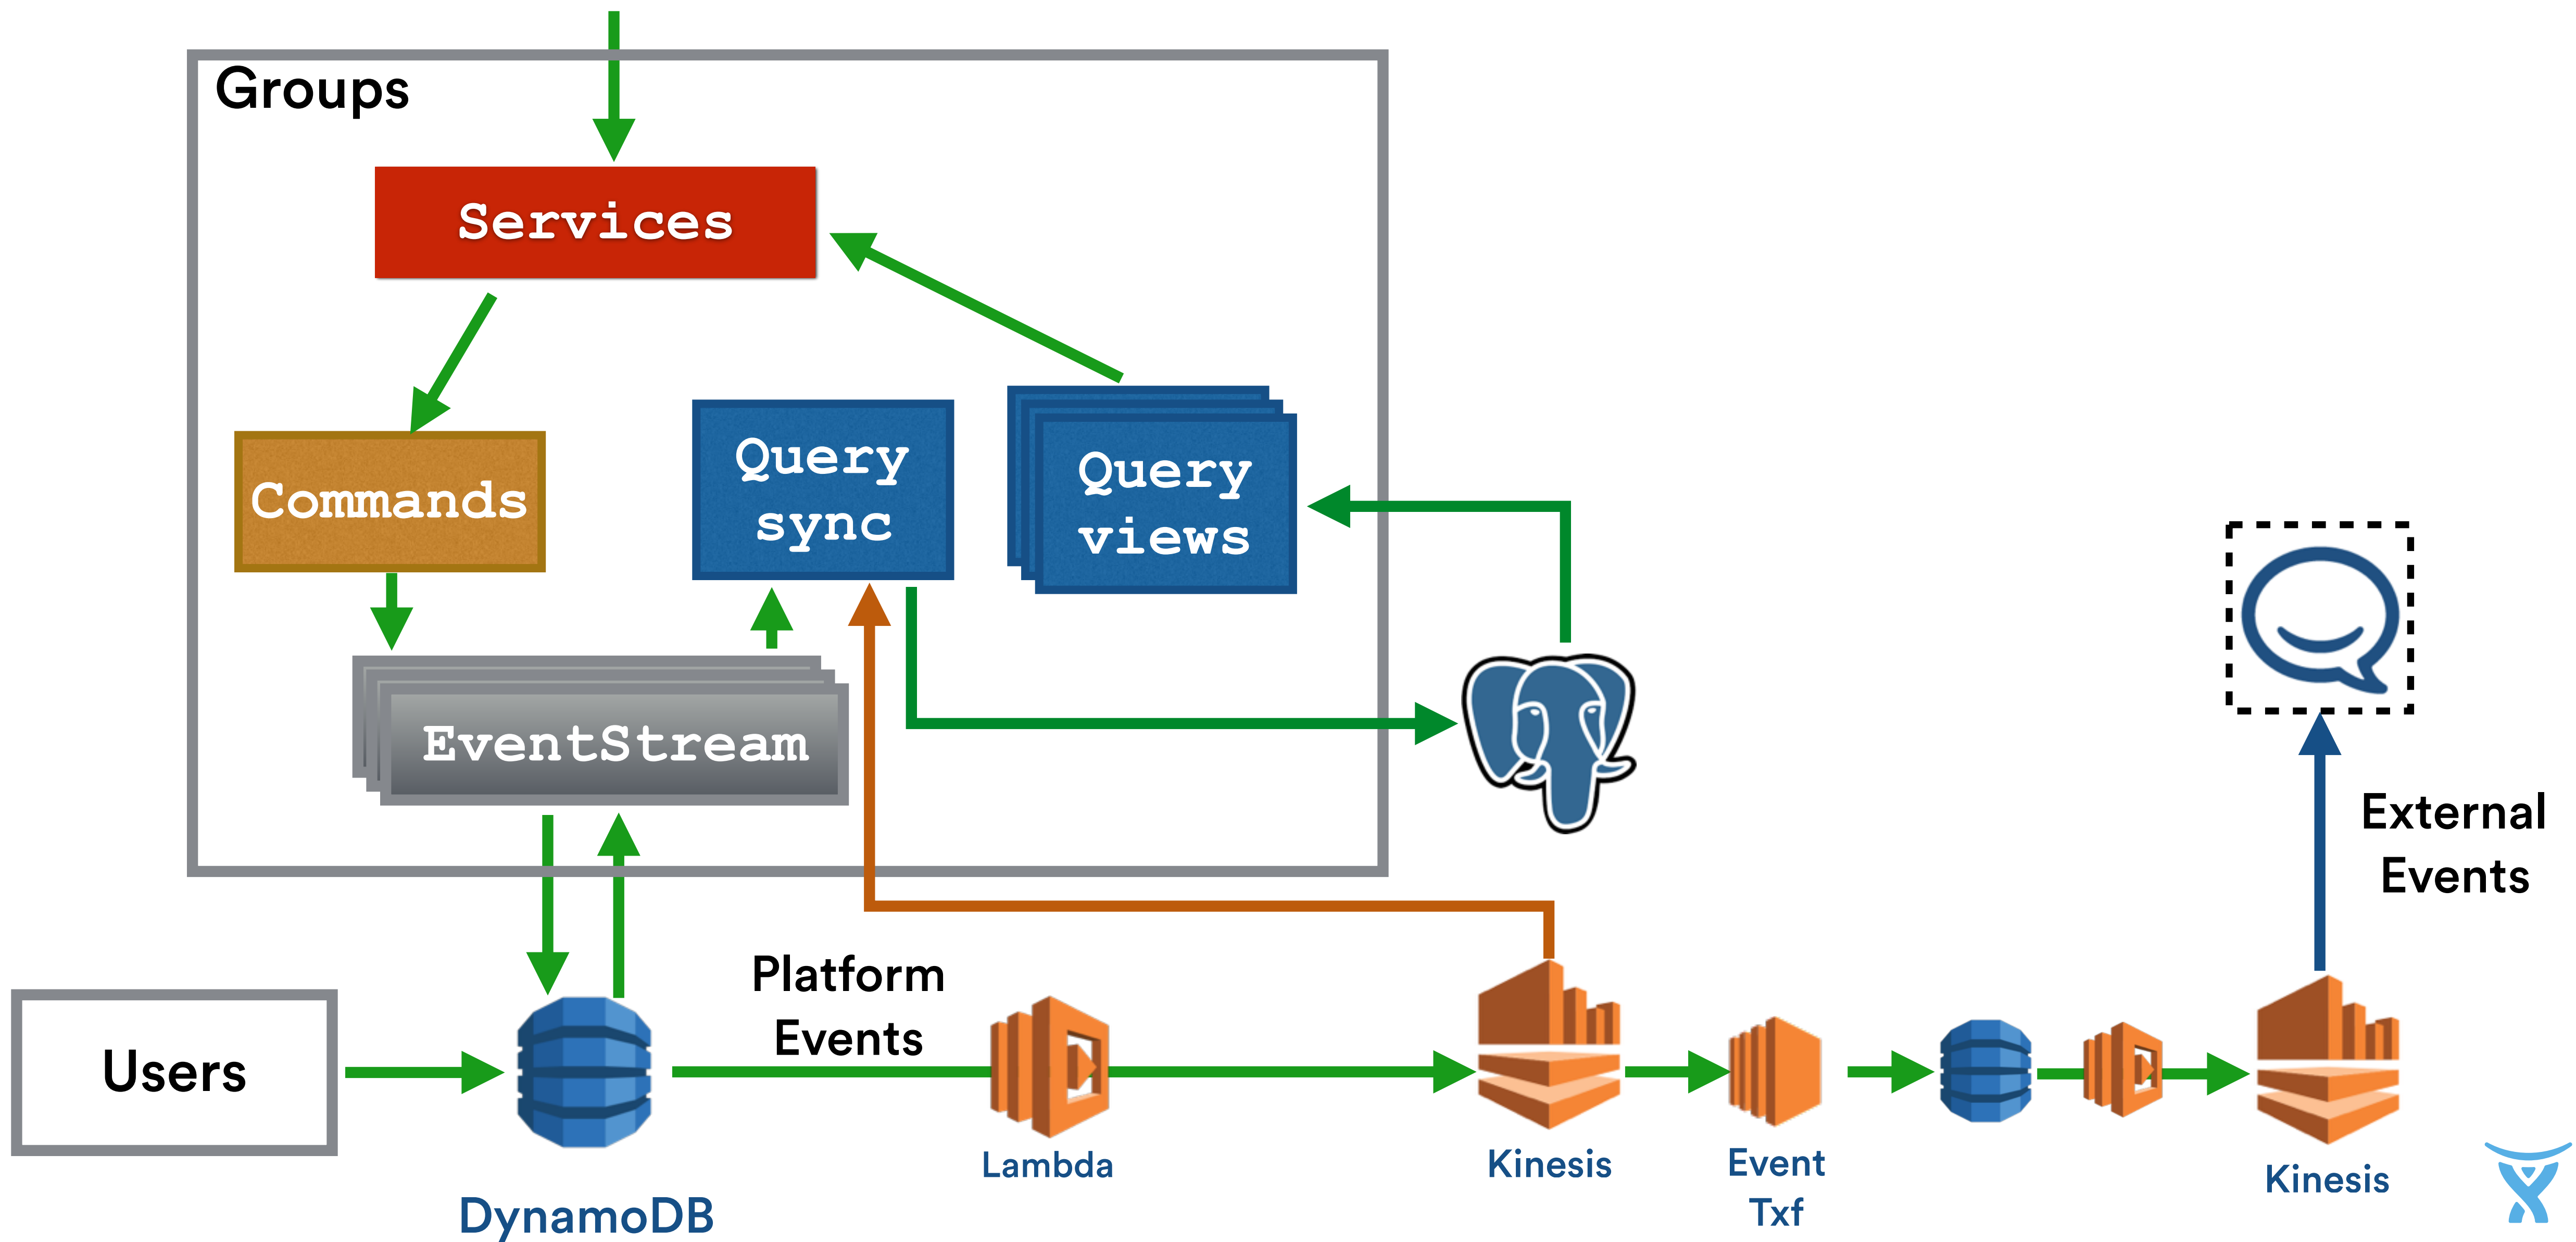 Groups
Services
Commands
Query
sync
Query
views
EventStream
External
Events
Platform
Events
Users
Lambda
Kinesis
Event
Txf
Kinesis
DynamoDB